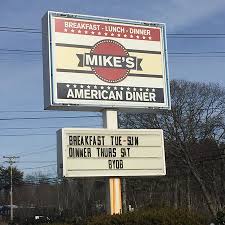 BREAKFAST - LUNCH - DINNER
MIKE'S
AMERICAN DINER
BREAKFAST TUE-SUN
DINNER THURS SAT
BYOB